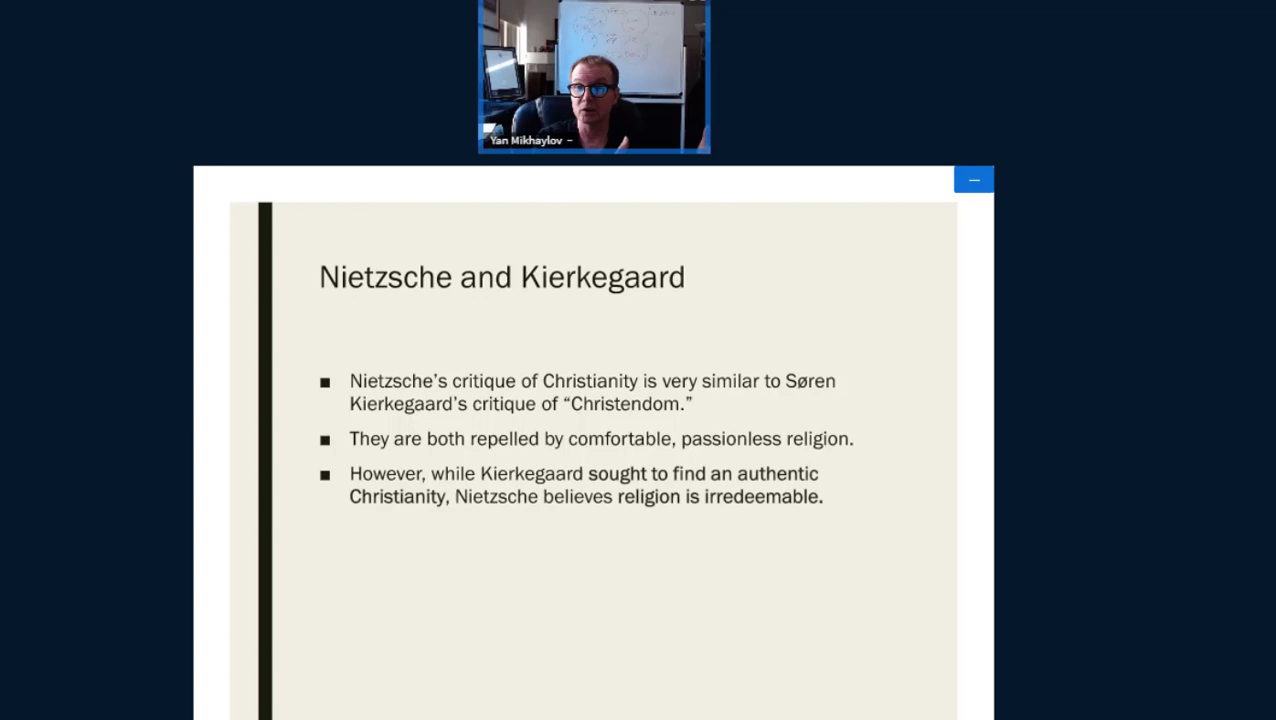 Yan Mikhaylov
Nietzsche and Kierkegaard
■ Nietzsche’s critique of Christianity is very similar to Søren
Kierkegaard’s critique of “Christendom.”
■ They are both repelled by comfortable, passionless religion.
■ However, while Kierkegaard sought to find an authentic
Christianity, Nietzsche believes religion is irredeemable.